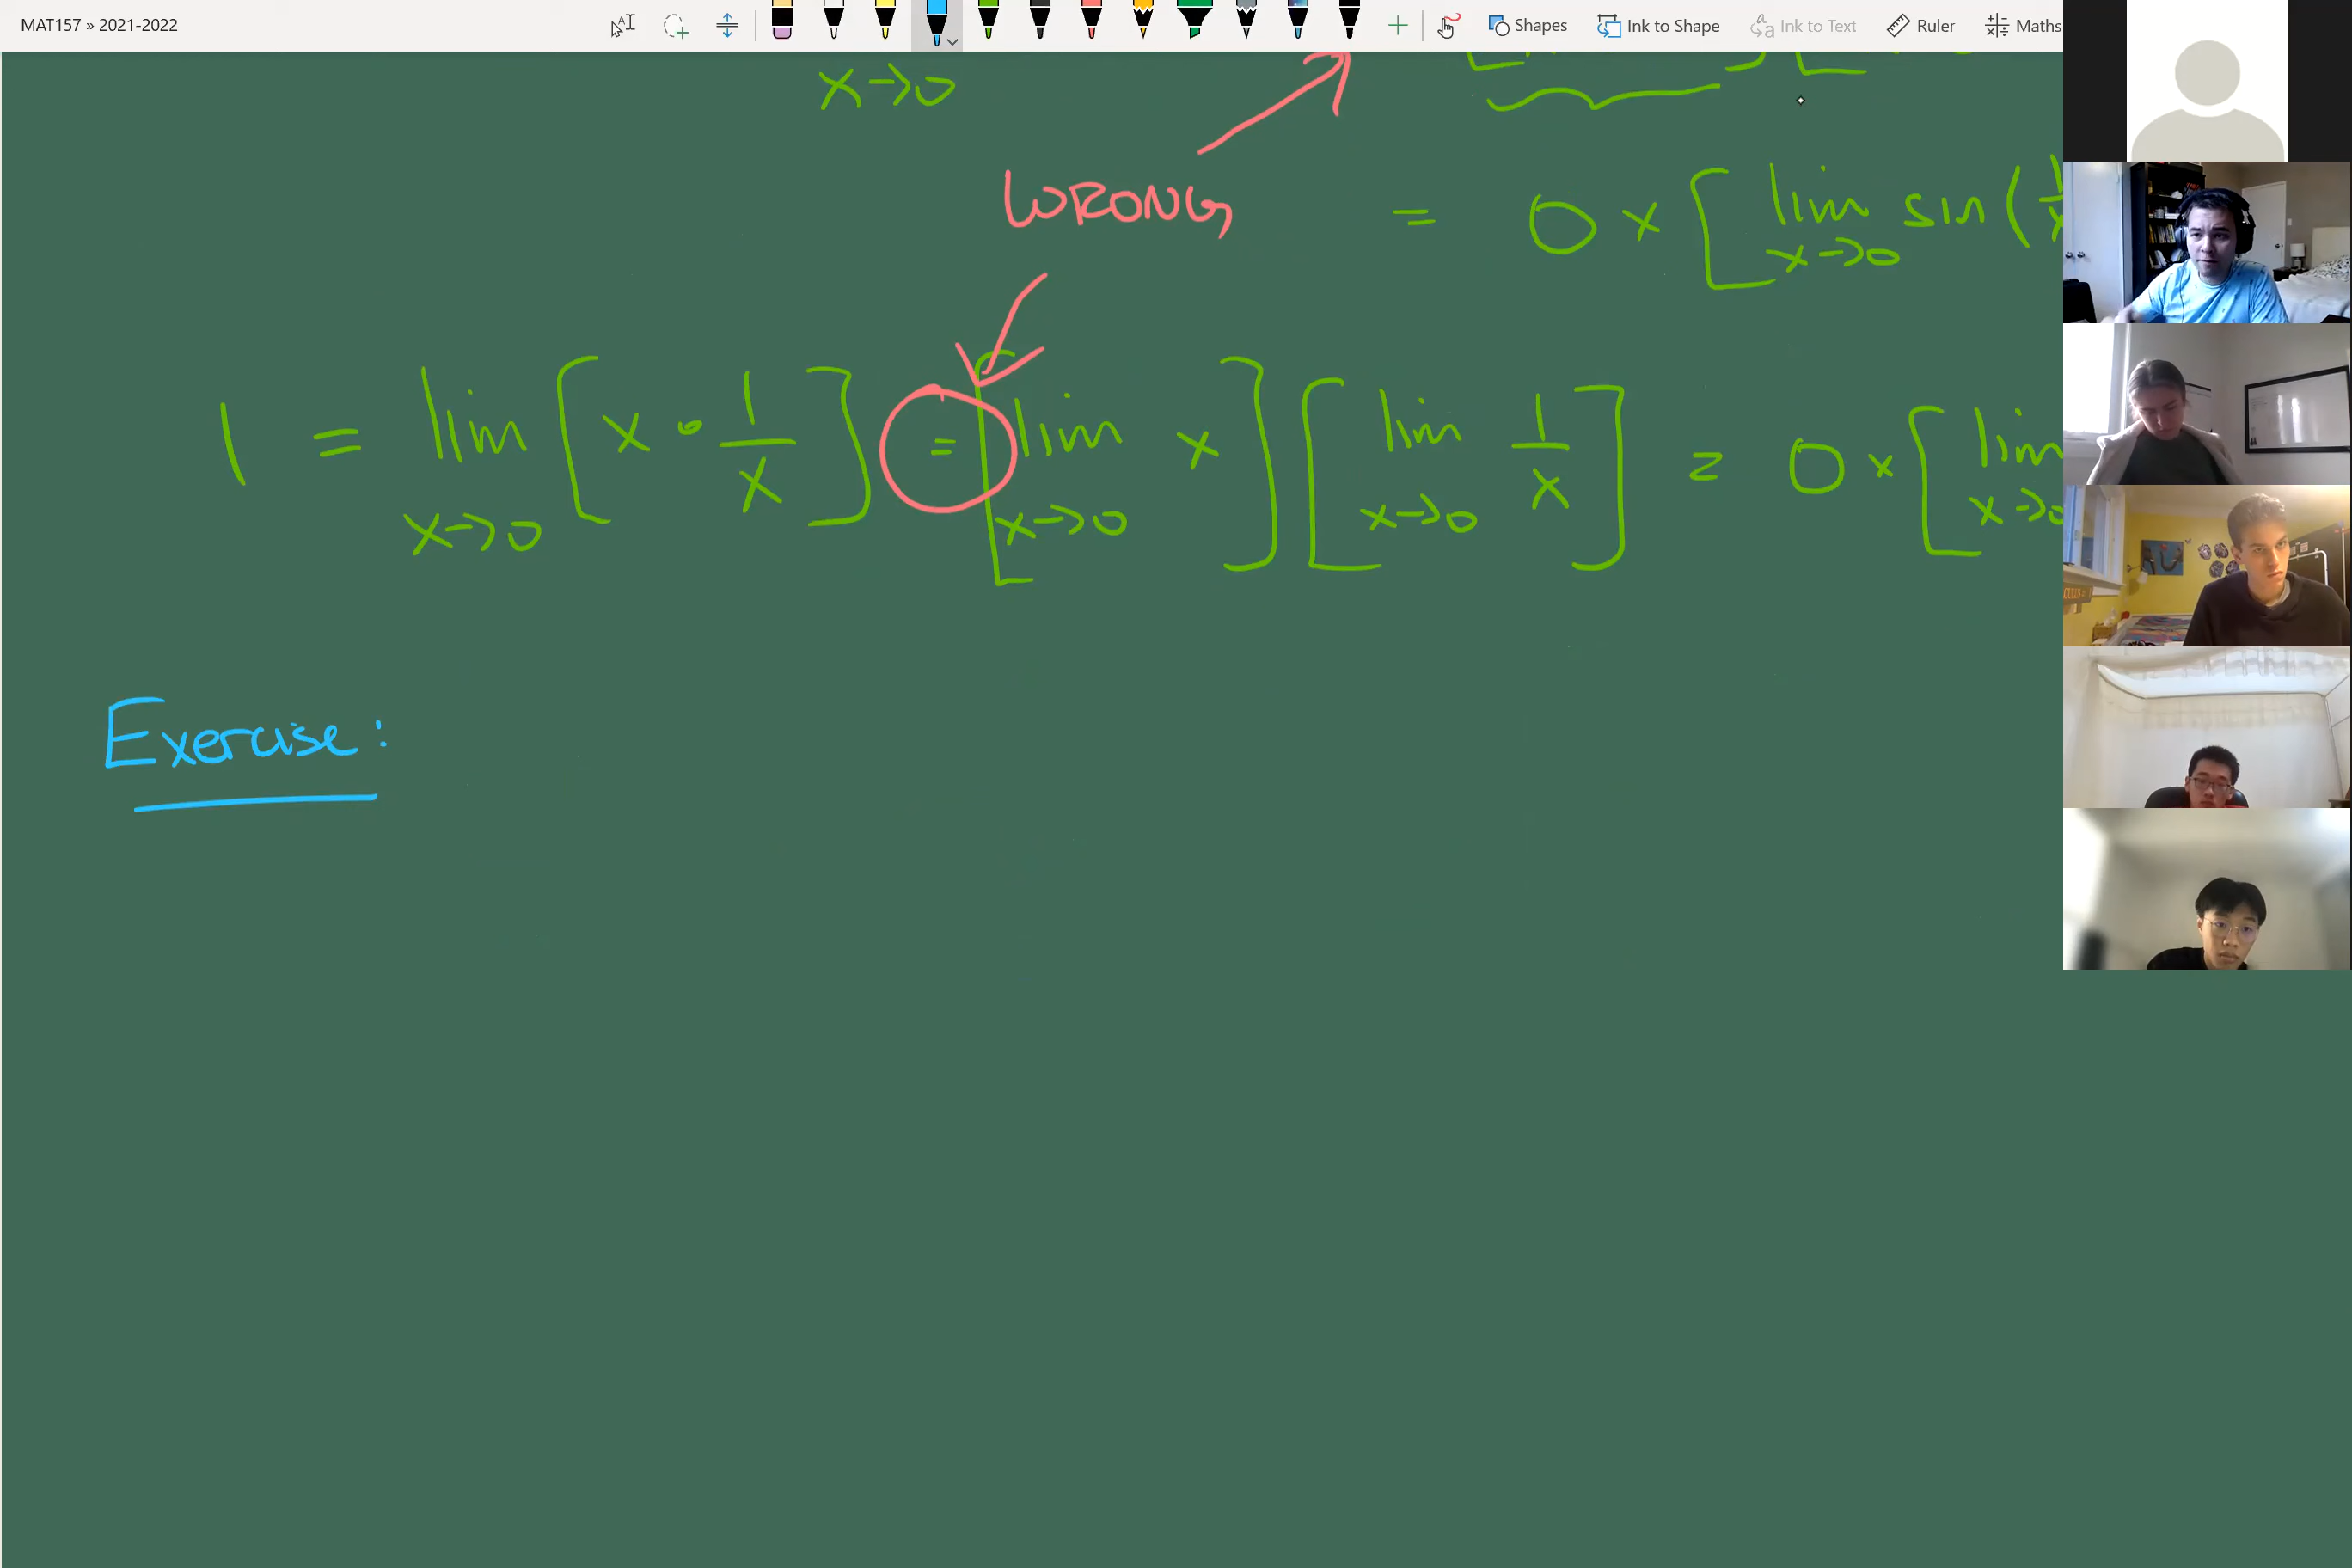 MAT157 » 2021-2022
Shapes
Ink to Shape
Ink to Text
Ruler
Maths
x→0
WRONG
= 0 x [ lim x→0 sin (
1 = lim x→0 [ x · 1/x ] = [ lim x→0 x ] [ lim x→0 1/x ] = 0 x [ lim x→0
Exercise: